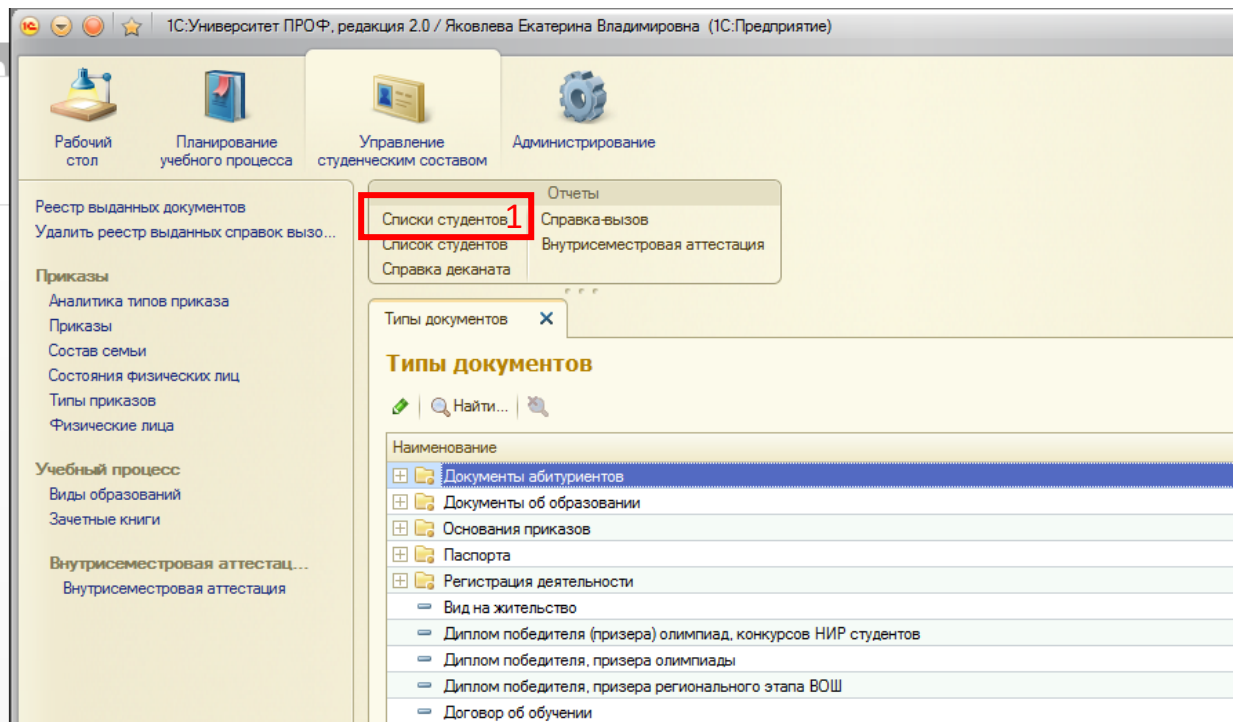 1С:Университет ПРОФ, редакция 2.0 / Яковлева Екатерина Владимировна (1С:Предприятие)
Рабочий стол
Планирование учебного процесса
Управление студенческим составом
Администрирование
Реестр выданных документов
Удалить реестр выданных справок вызо...
Приказы
Аналитика типов приказа
Приказы
Состав семьи
Состояния физических лиц
Типы приказов
Физические лица
Учебный процесс
Виды образований
Зачетные книги
Внутрисеместровая аттестац...
Внутрисеместровая аттестация
Отчеты
Списки студентов 1
Справка-вызов
Список студентов
Внутрисеместровая аттестация
Справка деканата
Типы документов
Типы документов
Найти...
Наименование
Документы абитуриентов
Документы об образовании
Основания приказов
Паспорта
Регистрация деятельности
Вид на жительство
Диплом победителя (призера) олимпиад, конкурсов НИР студентов
Диплом победителя, призера олимпиады
Диплом победителя, призера регионального этапа ВОШ
Договор об обучении